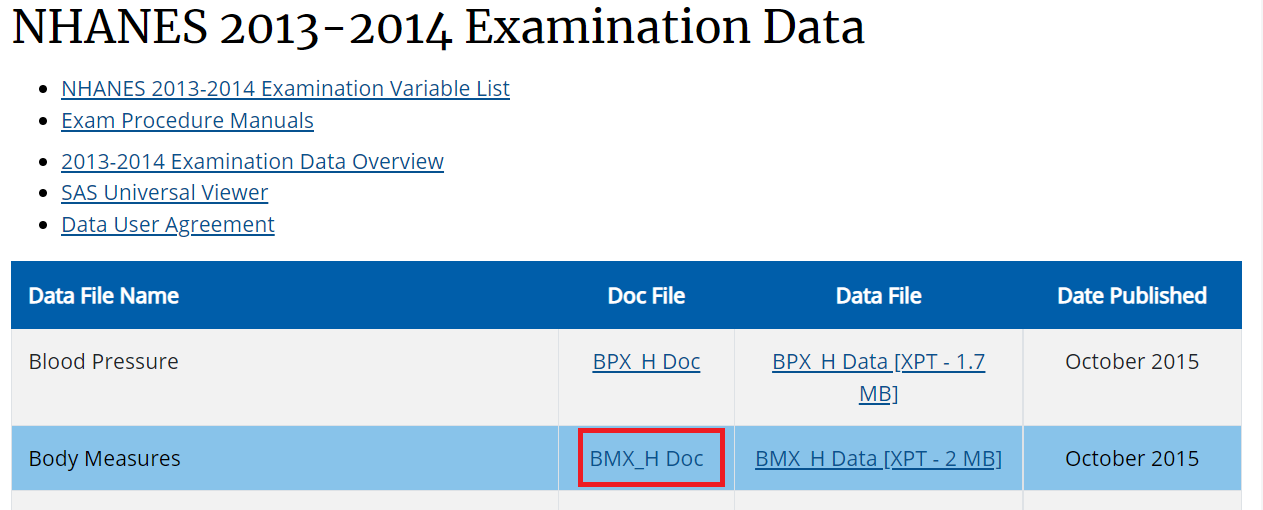 NHANES 2013-2014 Examination Data
NHANES 2013-2014 Examination Variable List
Exam Procedure Manuals
2013-2014 Examination Data Overview
SAS Universal Viewer
Data User Agreement
Data File Name Doc File Data File Date Published
Blood Pressure BPX_H Doc BPX_H Data [XPT - 1.7 October 2015
MB]
Body Measures BMX_H Doc BMX_H Data [XPT - 2 MB] October 2015